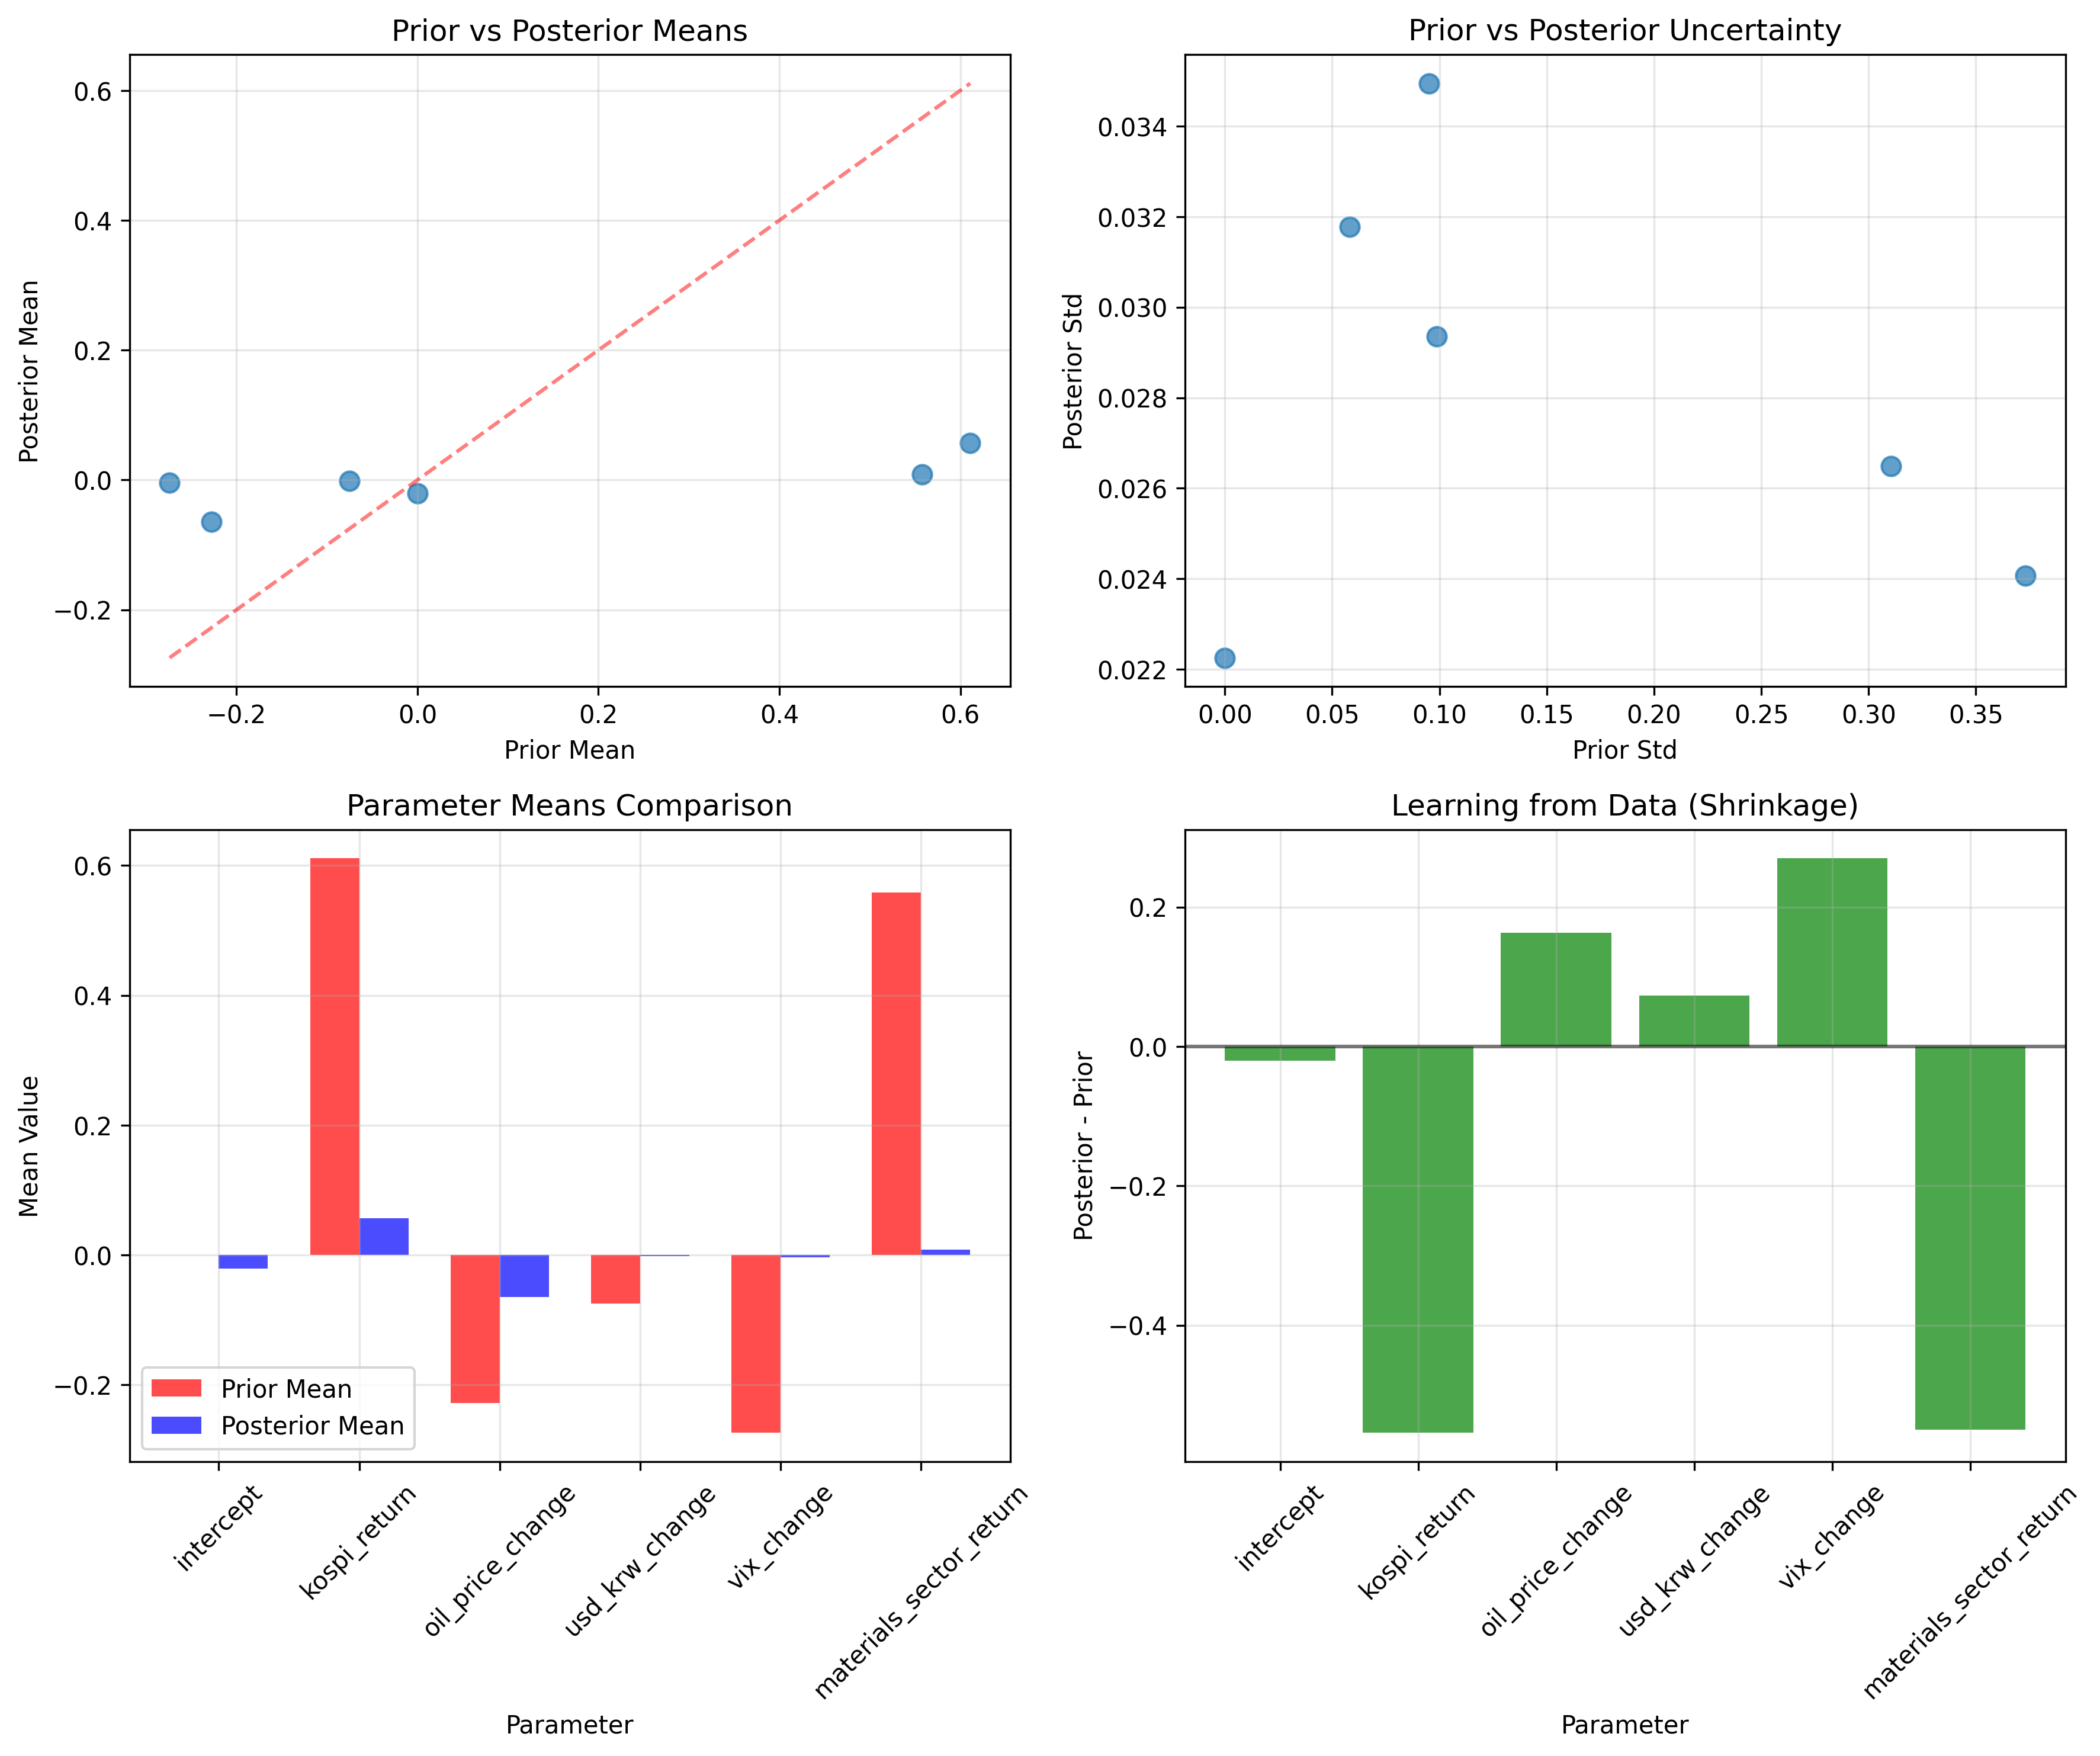 Prior vs Posterior Means
0.6
0.4
0.2
0.0
−0.2
Posterior Mean
−0.2 0.0 0.2 0.4 0.6
Prior Mean
Prior vs Posterior Uncertainty
0.034
0.032
0.030
0.028
0.026
0.024
0.022
Posterior Std
0.00 0.05 0.10 0.15 0.20 0.25 0.30 0.35
Prior Std
Parameter Means Comparison
0.6
0.4
0.2
0.0
−0.2
Mean Value
Prior Mean
Posterior Mean
intercept
kospi_return
oil_price_change
usd_krw_change
vix_change
materials_sector_return
Parameter
Learning from Data (Shrinkage)
0.2
0.0
−0.2
−0.4
Posterior - Prior
intercept
kospi_return
oil_price_change
usd_krw_change
vix_change
materials_sector_return
Parameter